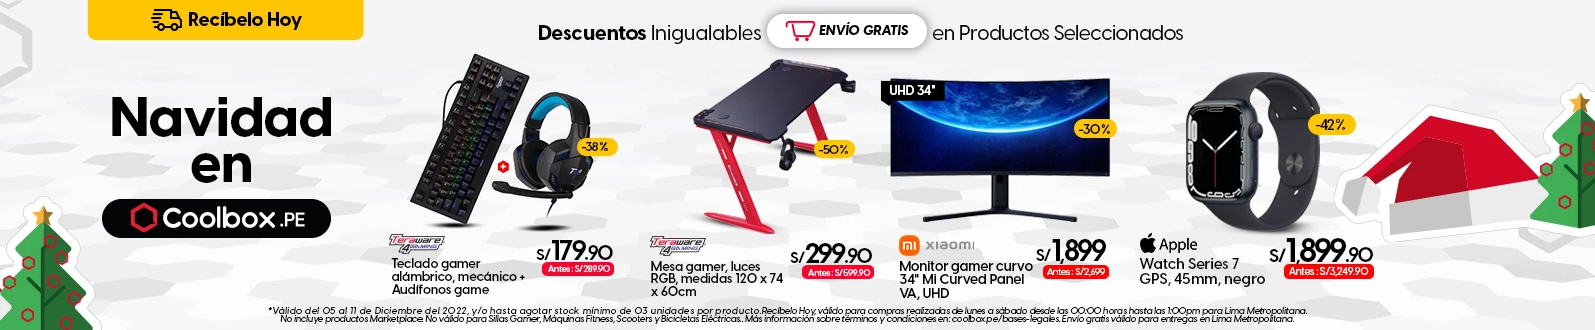 Recíbelo Hoy
Descuentos Inigualables ENVÍO GRATIS en Productos Seleccionados
Navidad
en
Coolbox.PE
-38%
Teraware
4GAMING
Teclado gamer
alámbrico, mecánico +
Audífonos game
S/179.90
Antes: S/289.90
-50%
Teraware
4GAMING
Mesa gamer, luces
RGB, medidas 120 x 74
x 60cm
S/299.90
Antes: S/599.90
UHD 34"
-30%
mi xiaomi
Monitor gamer curvo
34" Mi Curved Panel
VA, UHD
S/1,899
Antes: S/2,699
-42%
Apple
Watch Series 7
GPS, 45mm, negro
S/1,899.90
Antes: S/3,249.90
*Válido del 05 al 11 de Diciembre del 2022, y/o hasta agotar stock mínimo de 03 unidades por producto.Recíbelo Hoy, válido para compras realizadas de lunes a sábado desde las 00:00 horas hasta las 1:00pm para Lima Metropolitana.
No incluye productos Marketplace. No válido para Sillas Gamer, Máquinas Fitness, Scooters y Bicicletas Eléctricas. Más información sobre términos y condiciones en: coolbox.pe/bases-legales. Envío gratis válido para entregas en Lima Metropolitana.